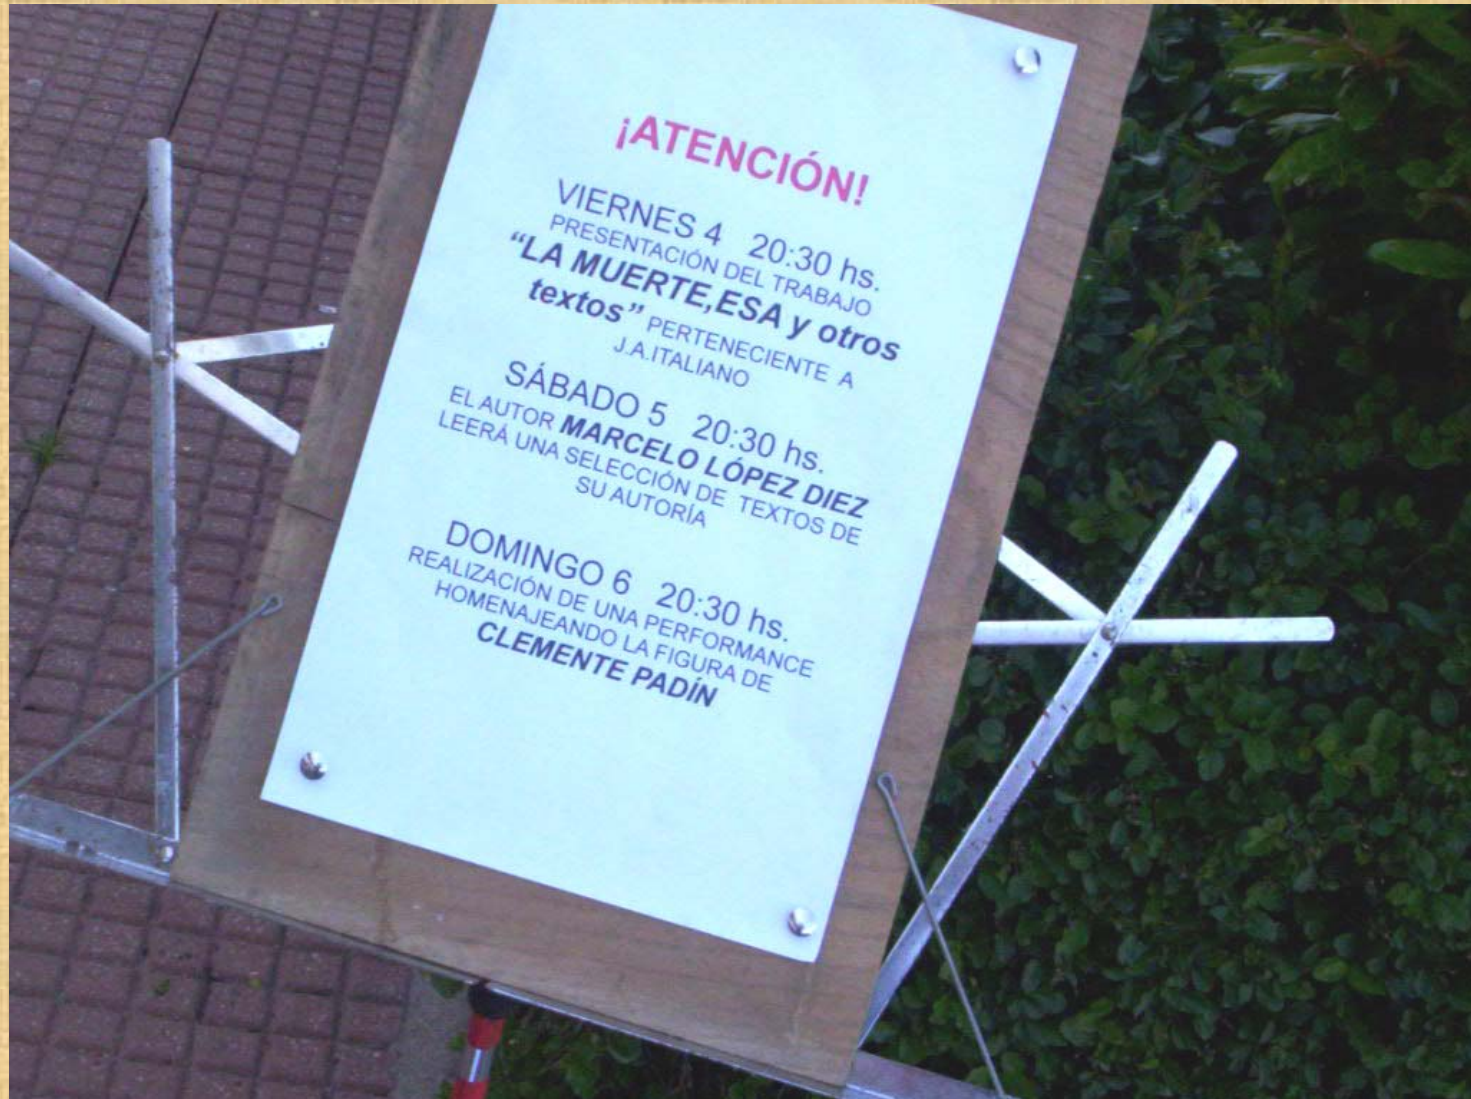 ¡ATENCIÓN!
VIERNES 4 20:30 hs.
PRESENTACIÓN DEL TRABAJO
“LA MUERTE,ESA y otros
textos” PERTENECIENTE A
J.A.ITALIANO
SÁBADO 5 20:30 hs.
EL AUTOR MARCELO LÓPEZ DIEZ
LEERÁ UNA SELECCIÓN DE TEXTOS DE
SU AUTORÍA
DOMINGO 6 20:30 hs.
REALIZACIÓN DE UNA PERFORMANCE
HOMENAJEANDO LA FIGURA DE
CLEMENTE PADÍN